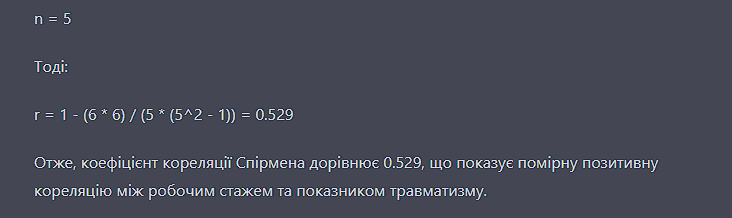 n = 5
Тоді:
r = 1 - (6 * 6) / (5 * (5^2 - 1)) = 0.529
Отже, коефіцієнт кореляції Спірмена дорівнює 0.529, що показує помірну позитивну
кореляцію між робочим стажем та показником травматизму.